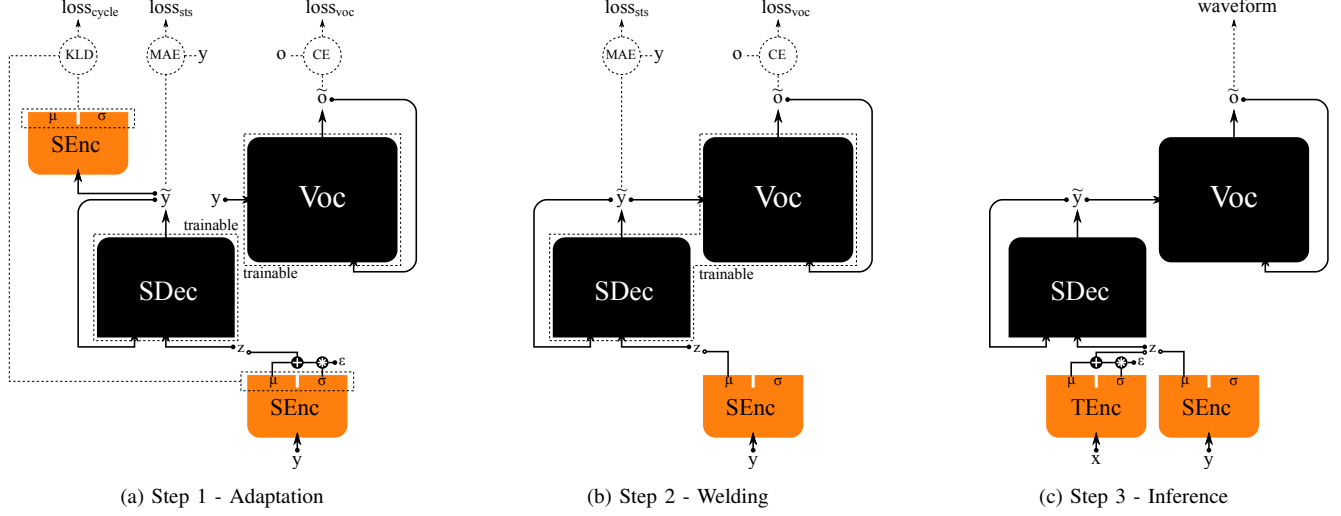 loss_cycle loss_sts loss_voc
KLD MAE y o CE
õ
μ σ
SEnc
ỹ y Voc
trainable
trainable
SDec
z
ε
μ σ
SEnc
y
(a) Step 1 - Adaptation
loss_sts loss_voc
MAE y o CE
õ
ỹ Voc
SDec trainable
z
μ σ
SEnc
y
(b) Step 2 - Welding
waveform
õ
ỹ Voc
SDec
z
ε
μ σ μ σ
TEnc SEnc
x y
(c) Step 3 - Inference